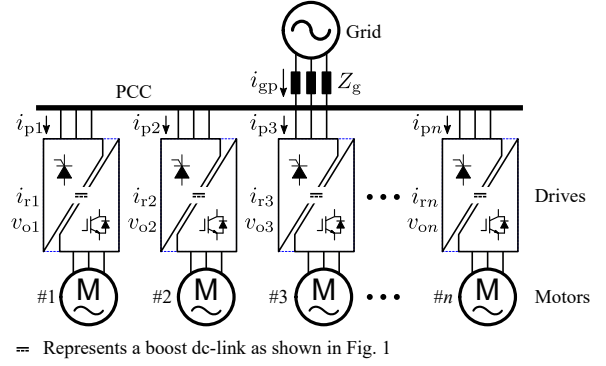 Grid
i_gp
Z_g
PCC
i_p1
i_p2
i_p3
i_pn
i_r1
v_o1
i_r2
v_o2
i_r3
v_o3
•••
i_rn
v_on
Drives
#1
M
#2
M
#3
M
•••
#n
M
Motors
Represents a boost dc-link as shown in Fig. 1